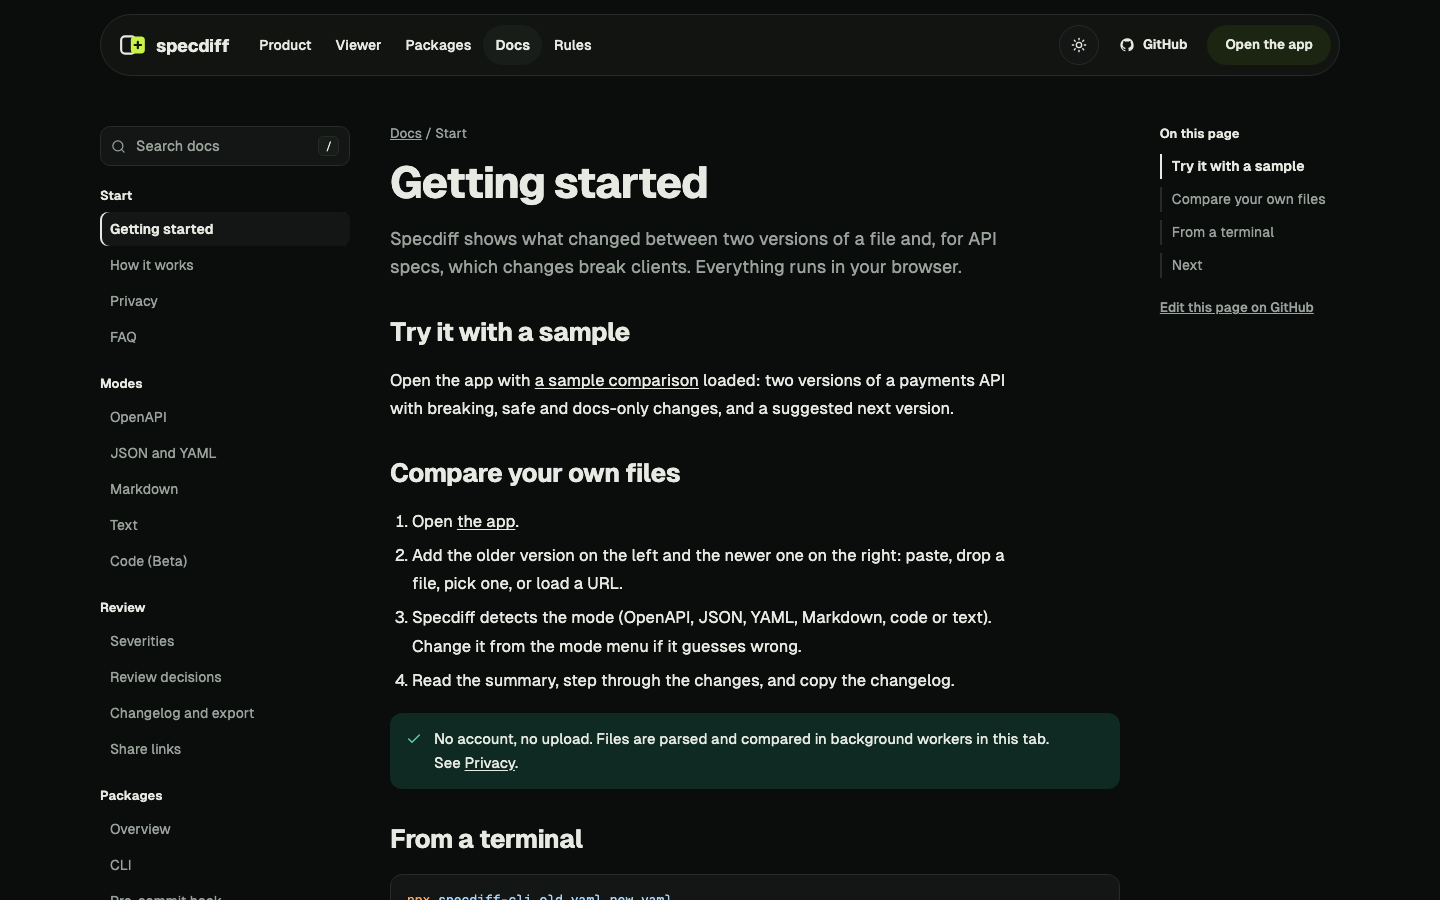 specdiff
Product
Viewer
Packages
Docs
Rules
GitHub
Open the app
Search docs
/
Start
Getting started
How it works
Privacy
FAQ
Modes
OpenAPI
JSON and YAML
Markdown
Text
Code (Beta)
Review
Severities
Review decisions
Changelog and export
Share links
Packages
Overview
CLI
Pre-commit hook
Docs / Start
Getting started
Specdiff shows what changed between two versions of a file and, for API
specs, which changes break clients. Everything runs in your browser.
Try it with a sample
Open the app with a sample comparison loaded: two versions of a payments API
with breaking, safe and docs-only changes, and a suggested next version.
Compare your own files
1. Open the app.
2. Add the older version on the left and the newer one on the right: paste, drop a
file, pick one, or load a URL.
3. Specdiff detects the mode (OpenAPI, JSON, YAML, Markdown, code or text).
Change it from the mode menu if it guesses wrong.
4. Read the summary, step through the changes, and copy the changelog.
No account, no upload. Files are parsed and compared in background workers in this tab.
See Privacy.
From a terminal
npx specdiff-cli old.yaml new.yaml
On this page
Try it with a sample
Compare your own files
From a terminal
Next
Edit this page on GitHub